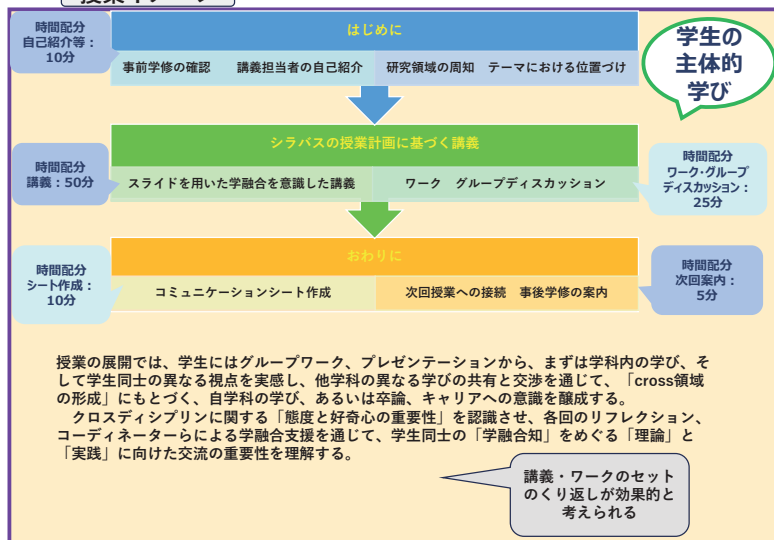 時間配分
自己紹介等：
10分
はじめに
事前学修の確認　講義担当者の自己紹介
研究領域の周知　テーマにおける位置づけ
学生の
主体的
学び
シラバスの授業計画に基づく講義
時間配分
講義：50分
スライドを用いた学融合を意識した講義
ワーク　グループディスカッション
時間配分
ワーク・グループ
ディスカッション：
25分
おわりに
時間配分
シート作成：
10分
コミュニケーションシート作成
次回授業への接続　事後学修の案内
時間配分
次回案内：
5分
授業の展開では、学生にはグループワーク、プレゼンテーションから、まずは学科内の学び、そ
して学生同士の異なる視点を実感し、他学科の異なる学びの共有と交渉を通じて、「cross領域
の形成」にもとづく、自学科の学び、あるいは卒論、キャリアへの意識を醸成する。
　クロスディシプリンに関する「態度と好奇心の重要性」を認識させ、各回のリフレクション、
コーディネーターらによる学融合支援を通じて、学生同士の「学融合知」をめぐる「理論」と
「実践」に向けた交流の重要性を理解する。
講義・ワークのセット
のくり返しが効果的と
考えられる